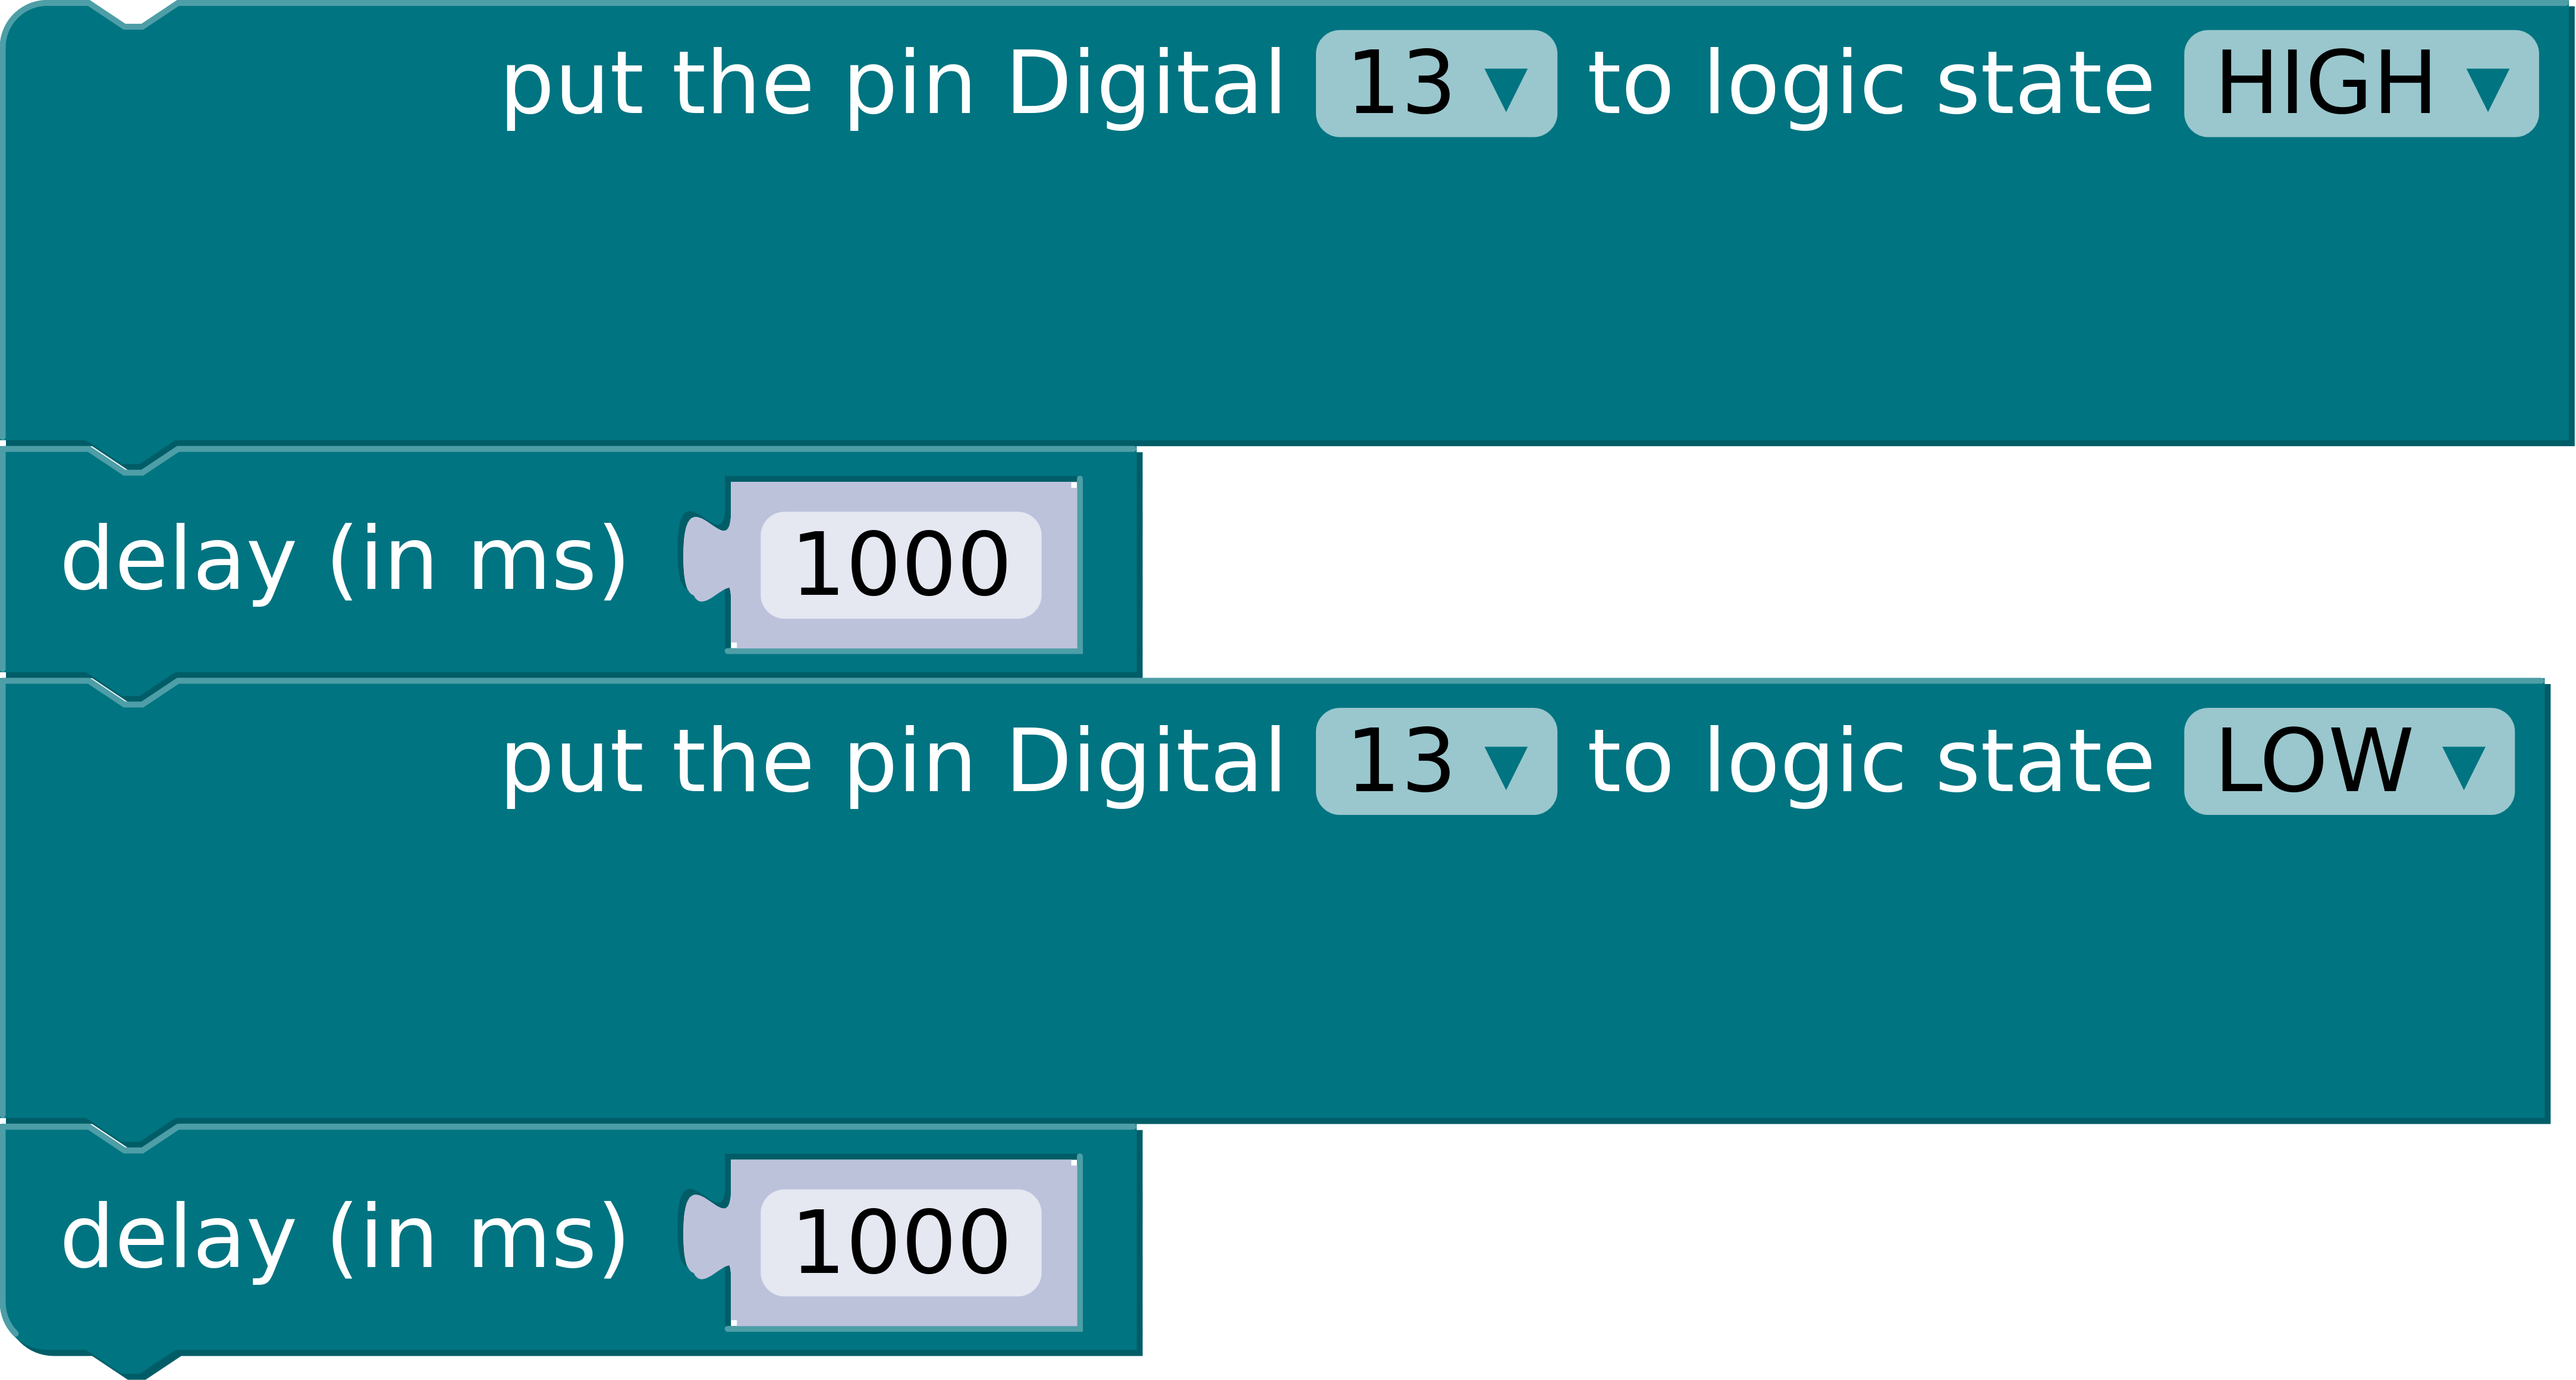 put the pin Digital 13 ▼ to logic state HIGH ▼
delay (in ms) 1000
put the pin Digital 13 ▼ to logic state LOW ▼
delay (in ms) 1000